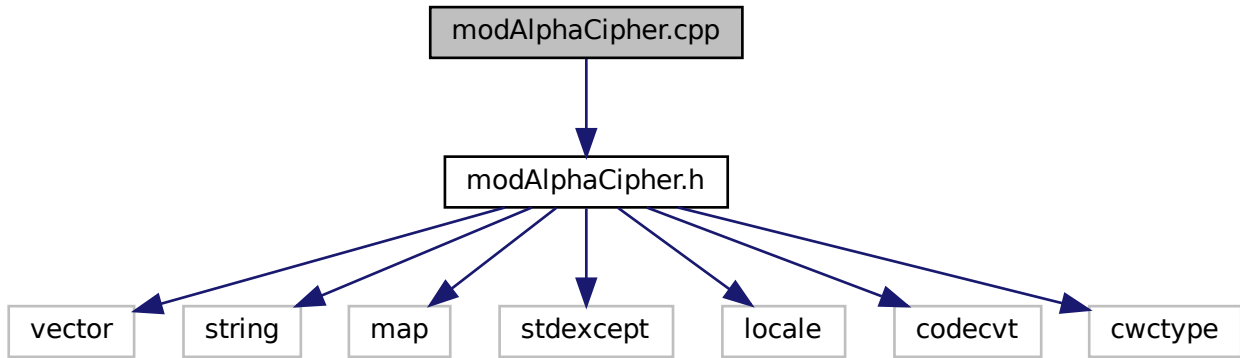 modAlphaCipher.cpp
modAlphaCipher.h
vector
string
map
stdexcept
locale
codecvt
cwctype